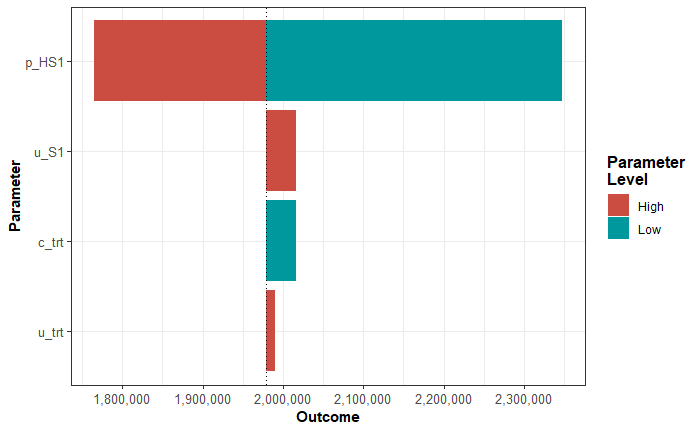 p_HS1
u_S1
c_trt
u_trt
Parameter
1,800,000 1,900,000 2,000,000 2,100,000 2,200,000 2,300,000
Outcome
Parameter
Level
High
Low